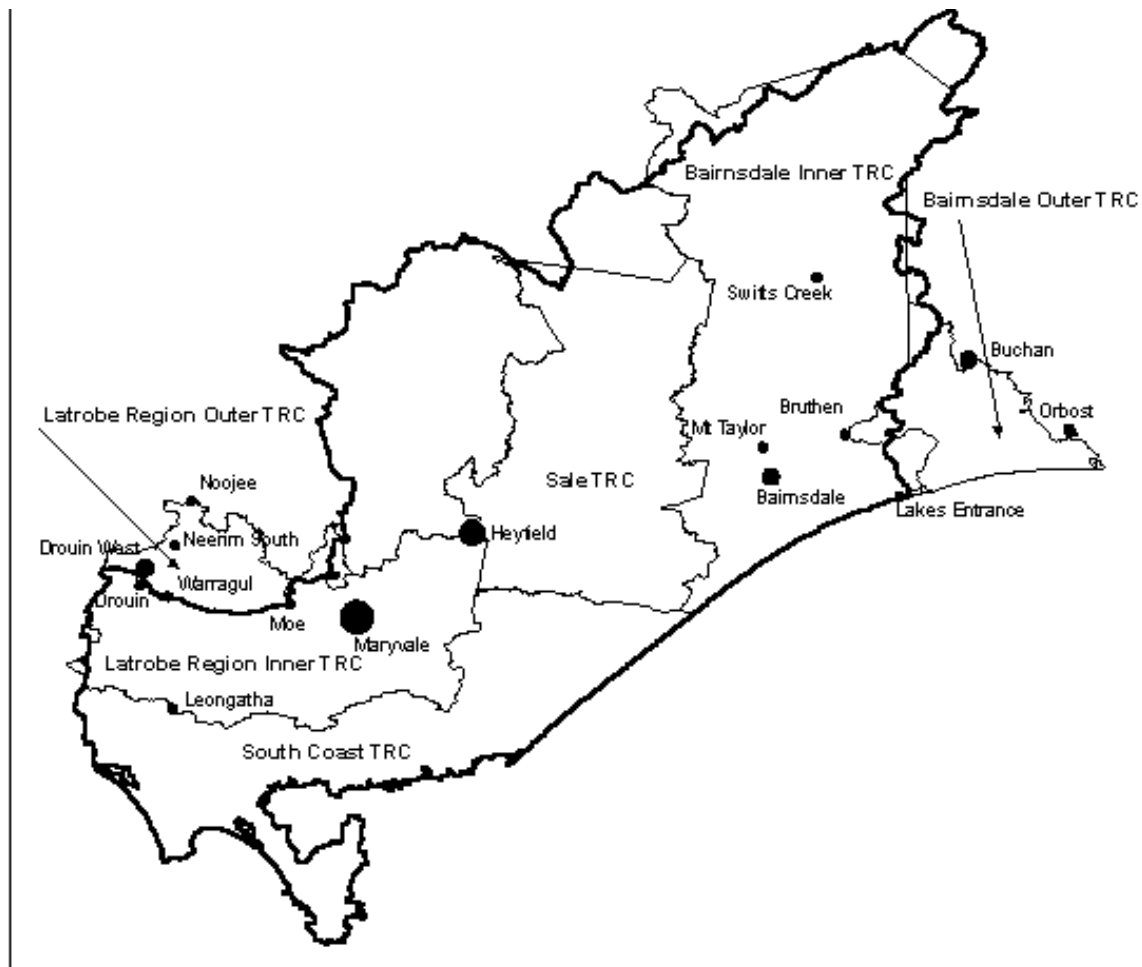 Bairnsdale Inner TRC
Bairnsdale Outer TRC
Swifts Creek
Buchan
Latrobe Region Outer TRC
Bruthen
Orbost
Mt Taylor
Noojee
Sale TRC
Bairnsdale
Lakes Entrance
Heyfield
Neerim South
Drouin West
Warragul
Drouin
Moe
Maryvale
Latrobe Region Inner TRC
Leongatha
South Coast TRC